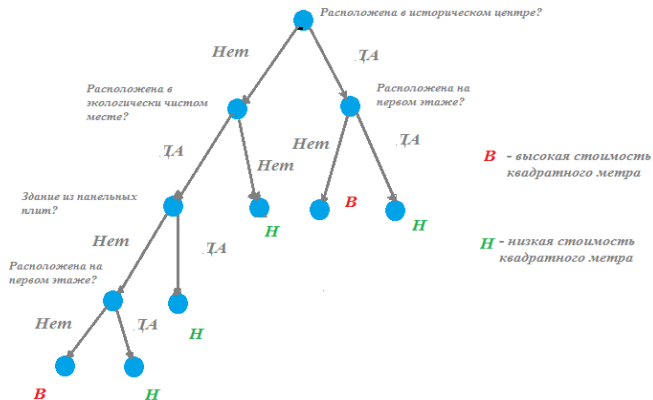 Расположена в историческом центре?
Нет
ДА
Расположена в
экологически чистом
месте?
Расположена на
первом этаже?
ДА
Нет
Нет
ДА
В - высокая стоимость
квадратного метра
Здание из панельных
плит?
Н
В
Н
Н - низкая стоимость
квадратного метра
Нет
ДА
Расположена на
первом этаже?
Нет
ДА
Н
В
Н